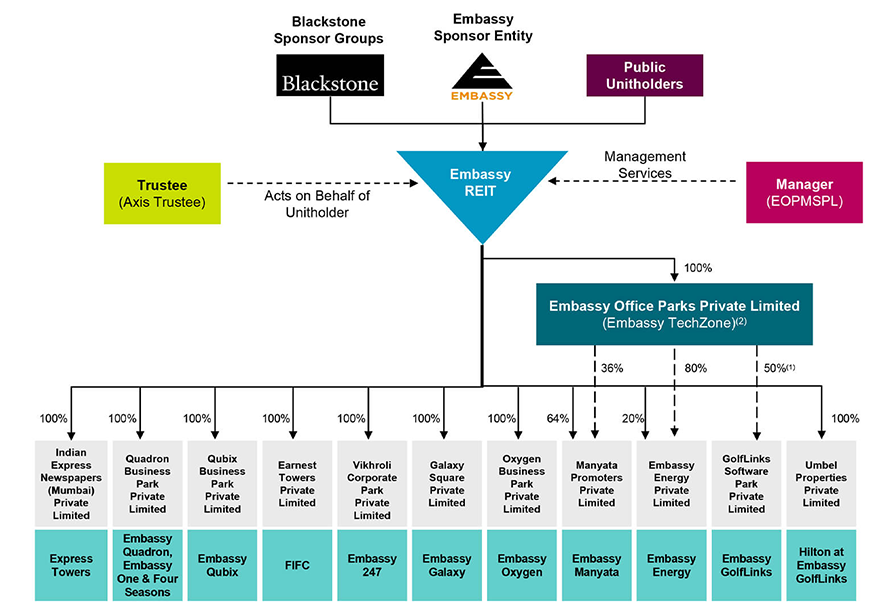 Blackstone
Sponsor Groups
Embassy
Sponsor Entity
Blackstone
EMBASSY
Public
Unitholders
Embassy
REIT
Trustee
(Axis Trustee)
Acts on Behalf of
Unitholder
Management
Services
Manager
(EOPMSPL)
100%
Embassy Office Parks Private Limited
(Embassy TechZone)(2)
36%
80%
50%(1)
100%
100%
100%
100%
100%
100%
100%
64%
20%
100%
Indian
Express
Newspapers
(Mumbai)
Private
Limited
Quadron
Business
Park
Private
Limited
Qubix
Business
Park
Private
Limited
Earnest
Towers
Private
Limited
Vikhroli
Corporate
Park
Private
Limited
Galaxy
Square
Private
Limited
Oxygen
Business
Park
Private
Limited
Manyata
Promoters
Private
Limited
Embassy
Energy
Private
Limited
GolfLinks
Software
Park
Private
Limited
Umbel
Properties
Private
Limited
Express
Towers
Embassy
Quadron,
Embassy
One & Four
Seasons
Embassy
Qubix
FIFC
Embassy
247
Embassy
Galaxy
Embassy
Oxygen
Embassy
Manyata
Embassy
Energy
Embassy
GolfLinks
Hilton at
Embassy
GolfLinks